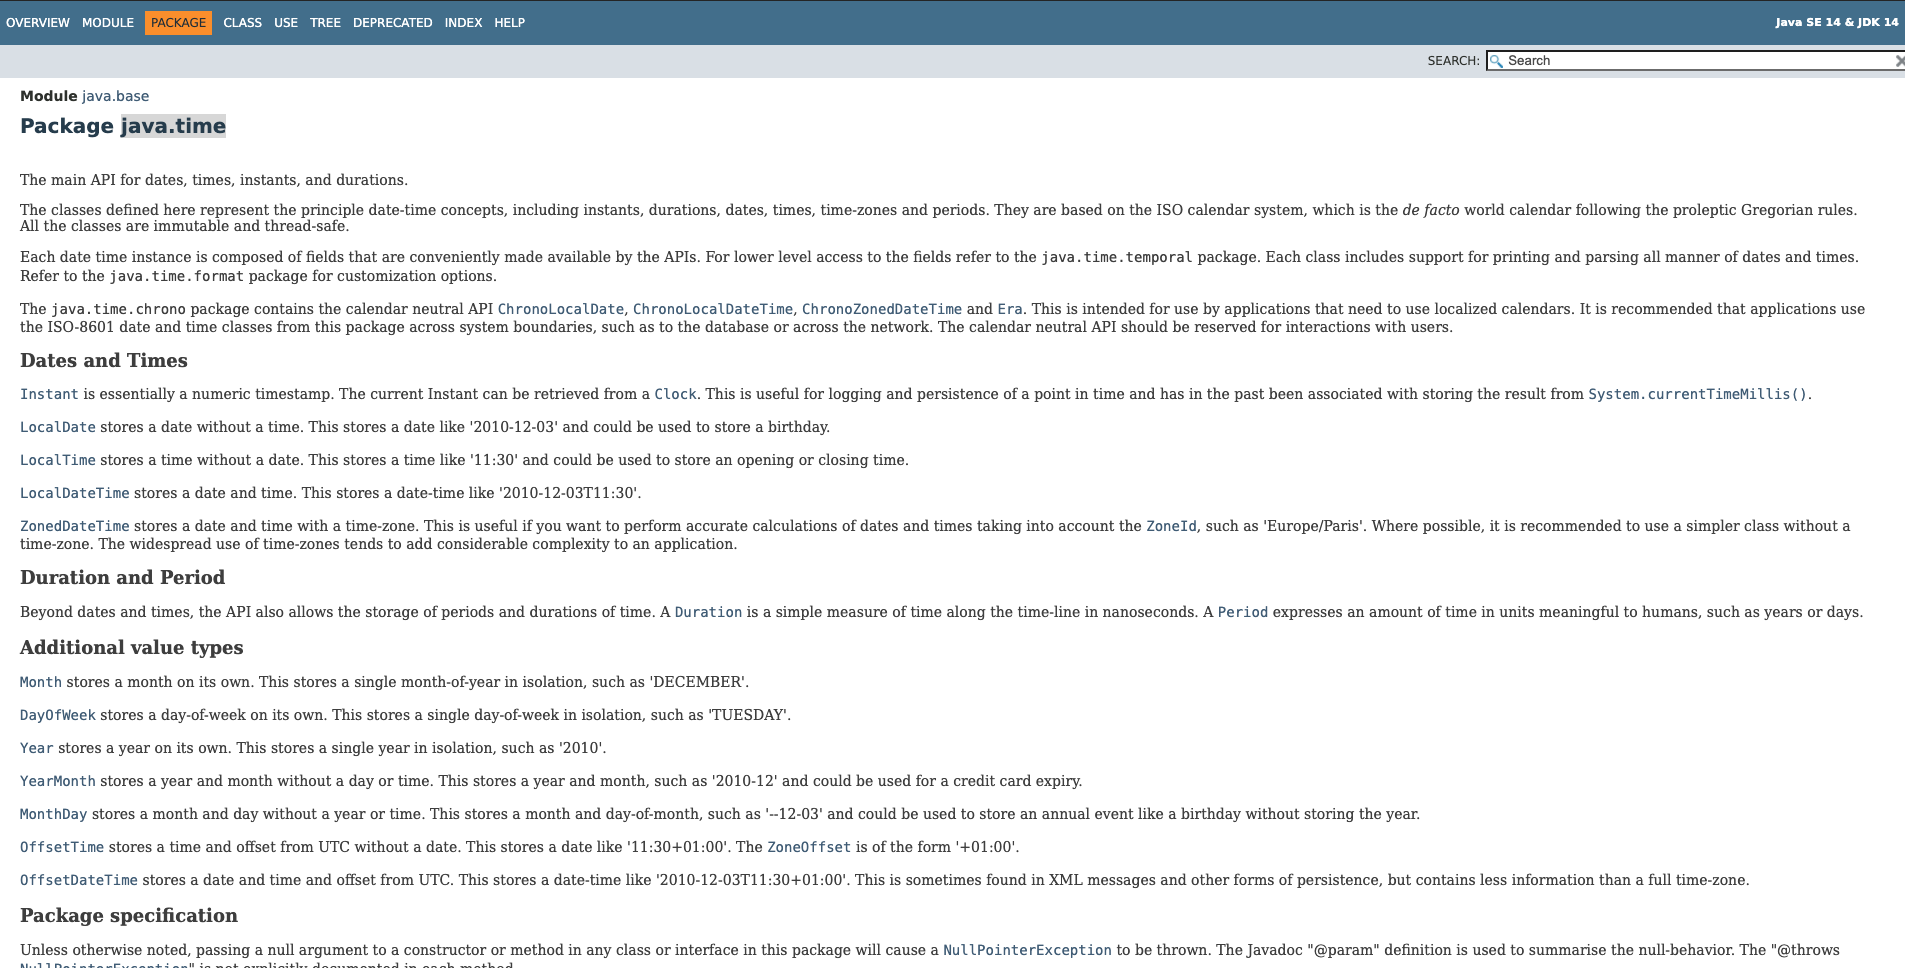 OVERVIEW MODULE PACKAGE CLASS USE TREE DEPRECATED INDEX HELP Java SE 14 & JDK 14
SEARCH: Search
Module java.base
Package java.time
The main API for dates, times, instants, and durations.
The classes defined here represent the principle date-time concepts, including instants, durations, dates, times, time-zones and periods. They are based on the ISO calendar system, which is the de facto world calendar following the proleptic Gregorian rules.
All the classes are immutable and thread-safe.
Each date time instance is composed of fields that are conveniently made available by the APIs. For lower level access to the fields refer to the java.time.temporal package. Each class includes support for printing and parsing all manner of dates and times.
Refer to the java.time.format package for customization options.
The java.time.chrono package contains the calendar neutral API ChronoLocalDate, ChronoLocalDateTime, ChronoZonedDateTime and Era. This is intended for use by applications that need to use localized calendars. It is recommended that applications use
the ISO-8601 date and time classes from this package across system boundaries, such as to the database or across the network. The calendar neutral API should be reserved for interactions with users.
Dates and Times
Instant is essentially a numeric timestamp. The current Instant can be retrieved from a Clock. This is useful for logging and persistence of a point in time and has in the past been associated with storing the result from System.currentTimeMillis().
LocalDate stores a date without a time. This stores a date like '2010-12-03' and could be used to store a birthday.
LocalTime stores a time without a date. This stores a time like '11:30' and could be used to store an opening or closing time.
LocalDateTime stores a date and time. This stores a date-time like '2010-12-03T11:30'.
ZonedDateTime stores a date and time with a time-zone. This is useful if you want to perform accurate calculations of dates and times taking into account the ZoneId, such as 'Europe/Paris'. Where possible, it is recommended to use a simpler class without a
time-zone. The widespread use of time-zones tends to add considerable complexity to an application.
Duration and Period
Beyond dates and times, the API also allows the storage of periods and durations of time. A Duration is a simple measure of time along the time-line in nanoseconds. A Period expresses an amount of time in units meaningful to humans, such as years or days.
Additional value types
Month stores a month on its own. This stores a single month-of-year in isolation, such as 'DECEMBER'.
DayOfWeek stores a day-of-week on its own. This stores a single day-of-week in isolation, such as 'TUESDAY'.
Year stores a year on its own. This stores a single year in isolation, such as '2010'.
YearMonth stores a year and month without a day or time. This stores a year and month, such as '2010-12' and could be used for a credit card expiry.
MonthDay stores a month and day without a year or time. This stores a month and day-of-month, such as '--12-03' and could be used to store an annual event like a birthday without storing the year.
OffsetTime stores a time and offset from UTC without a date. This stores a date like '11:30+01:00'. The ZoneOffset is of the form '+01:00'.
OffsetDateTime stores a date and time and offset from UTC. This stores a date-time like '2010-12-03T11:30+01:00'. This is sometimes found in XML messages and other forms of persistence, but contains less information than a full time-zone.
Package specification
Unless otherwise noted, passing a null argument to a constructor or method in any class or interface in this package will cause a NullPointerException to be thrown. The Javadoc "@param" definition is used to summarise the null-behavior. The "@throws
NullPointerException" is not explicitly documented in each method.